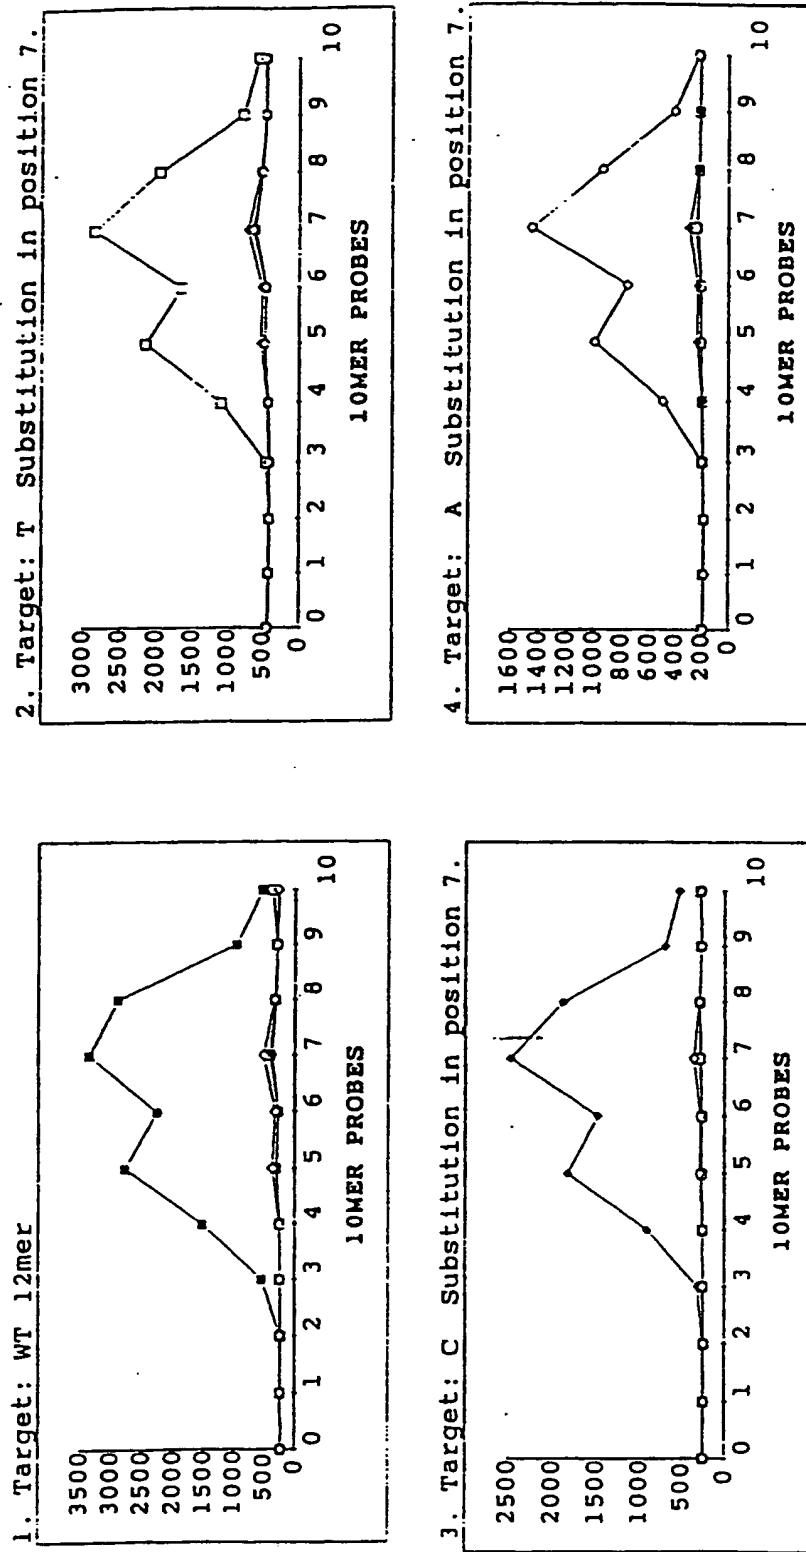 1. Target: WT 12mer
3500
3000
2500
2000
1500
1000
500
0
0 1 2 3 4 5 6 7 8 9 10
10MER PROBES
2. Target: T Substitution in position 7.
3000
2500
2000
1500
1000
500
0
0 1 2 3 4 5 6 7 8 9 10
10MER PROBES
3. Target: C Substitution in position 7.
2500
2000
1500
1000
500
0
0 1 2 3 4 5 6 7 8 9 10
10MER PROBES
4. Target: A Substitution in position 7.
1600
1400
1200
1000
800
600
400
200
0
0 1 2 3 4 5 6 7 8 9 10
10MER PROBES